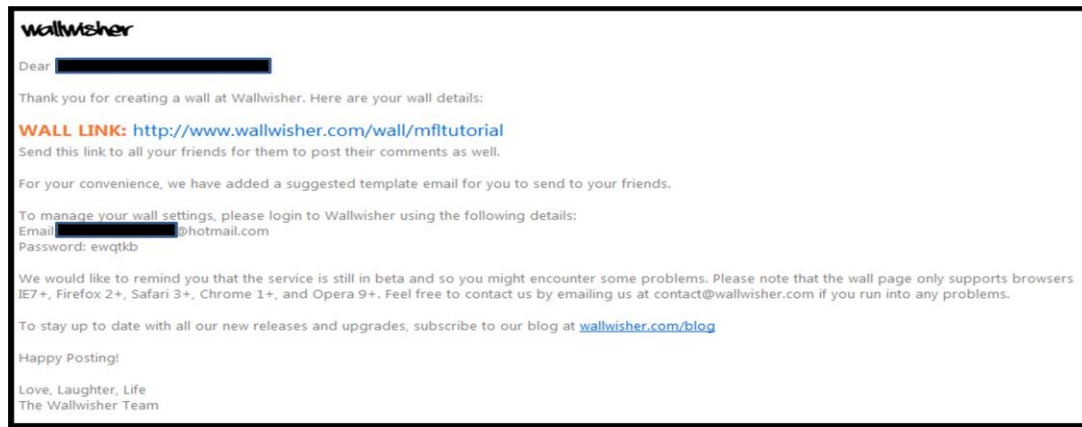 wallwisher
Dear
Thank you for creating a wall at Wallwisher. Here are your wall details:
WALL LINK: http://www.wallwisher.com/wall/mfltutorial
Send this link to all your friends for them to post their comments as well.
For your convenience, we have added a suggested template email for you to send to your friends.
To manage your wall settings, please login to Wallwisher using the following details:
Email @hotmail.com
Password: ewqtkb
We would like to remind you that the service is still in beta and so you might encounter some problems. Please note that the wall page only supports browsers
IE7+, Firefox 2+, Safari 3+, Chrome 1+, and Opera 9+. Feel free to contact us by emailing us at contact@wallwisher.com if you run into any problems.
To stay up to date with all our new releases and upgrades, subscribe to our blog at wallwisher.com/blog
Happy Posting!
Love, Laughter, Life
The Wallwisher Team